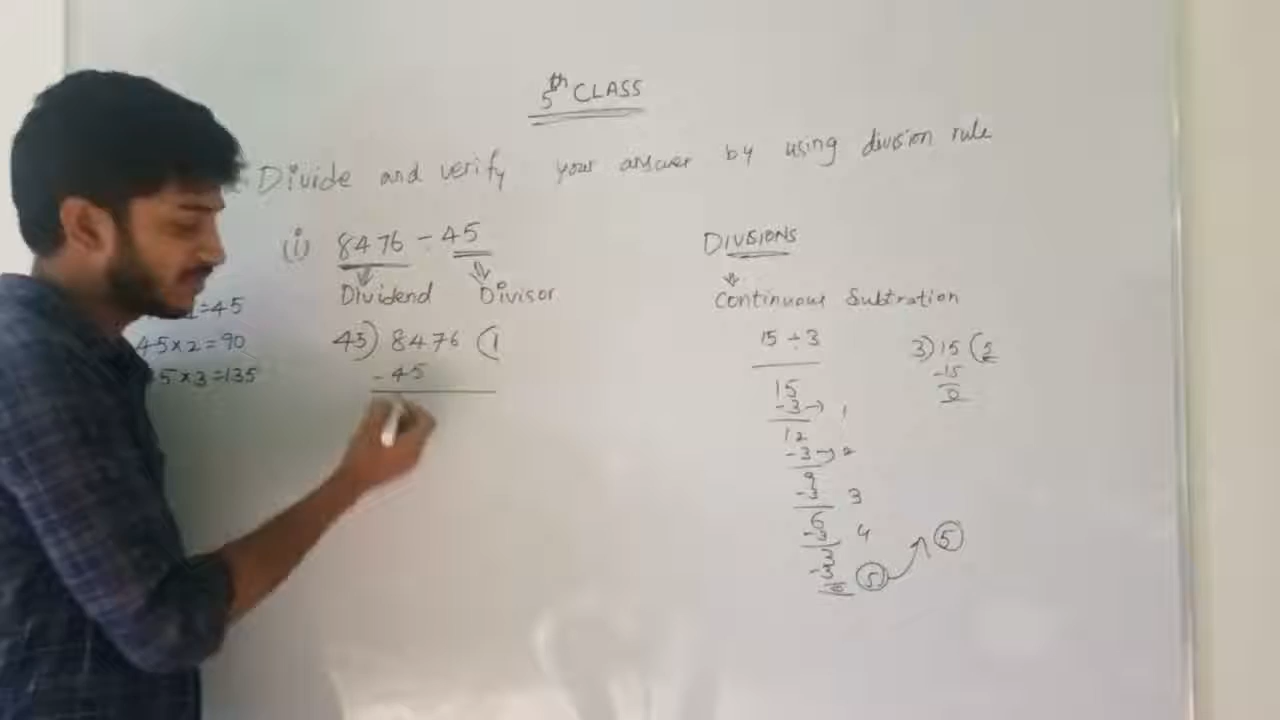 5th CLASS
Divide and verify your answer by using division rule
(i) 8476 - 45
Dividend Divisor
=45
45×2=90
5×3=135
45) 8476 (1
-45
DIVISIONS
Continuous Subtration
15 ÷ 3
15
-3→ 1
12
-3→ 2
9
-3 3
6
-3 4
3
-3
0 5 5
3) 15 (5
-15
0